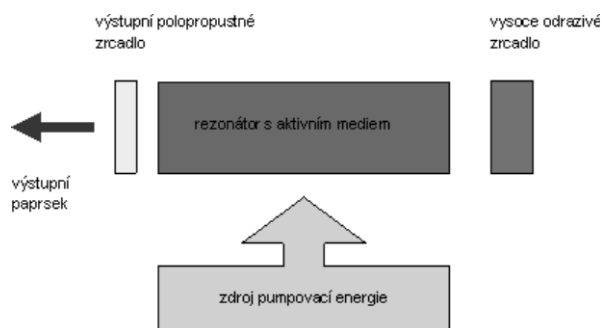 výstupní polopropustné
zrcadlo
vysoce odrazivé
zrcadlo
rezonátor s aktivním mediem
výstupní
paprsek
zdroj pumpovací energie